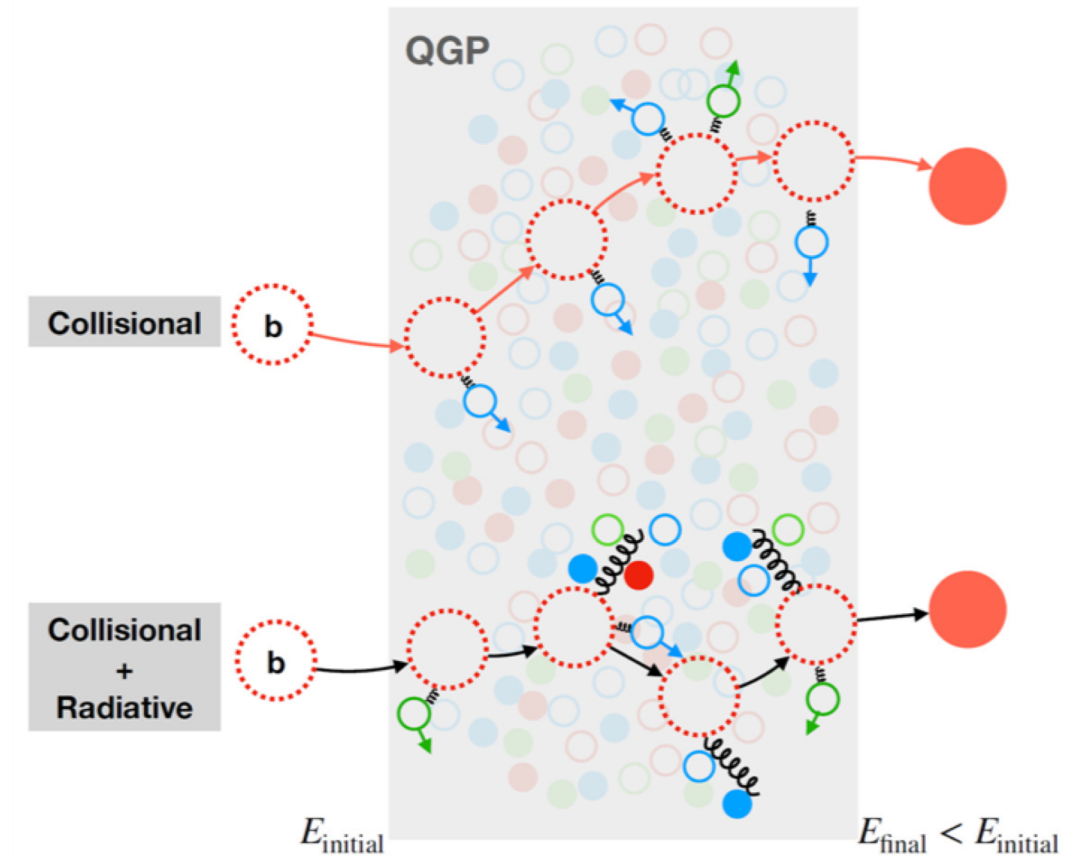 QGP
Collisional
b
Collisional
+
Radiative
b
E_initial
E_final < E_initial